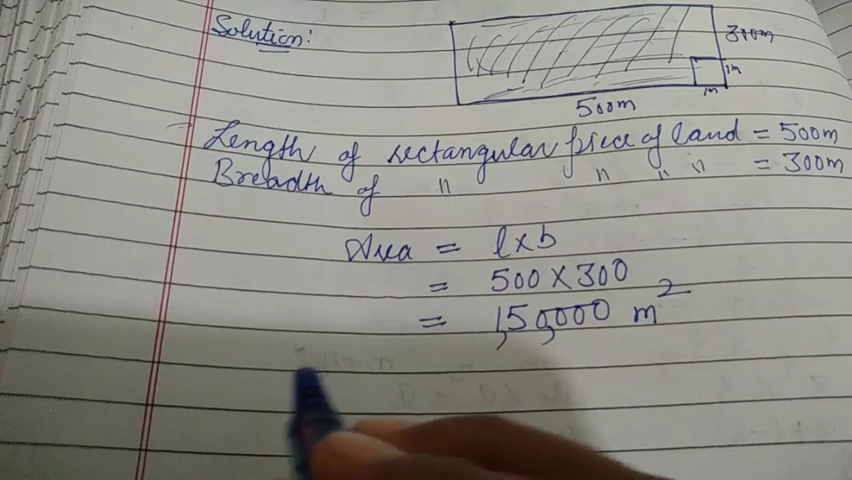 Solution:
300m
1m
1m
500m
Length of rectangular piece of land = 500m
Breadth of " " " " = 300m
Area = l×b
= 500×300
= 1,50,000 m²